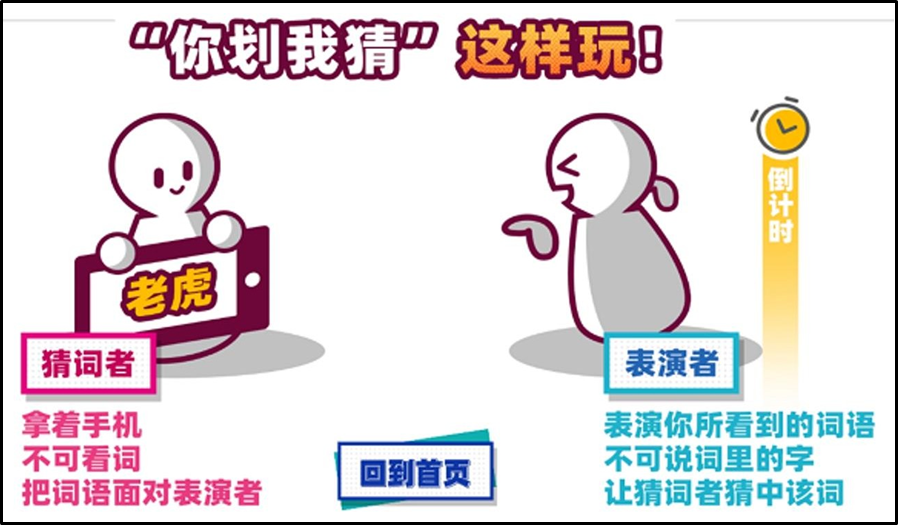 “你划我猜”这样玩！
倒计时
老虎
猜词者
拿着手机
不可看词
把词语面对表演者
表演者
表演你所看到的词语
不可说词里的字
让猜词者猜中该词
回到首页